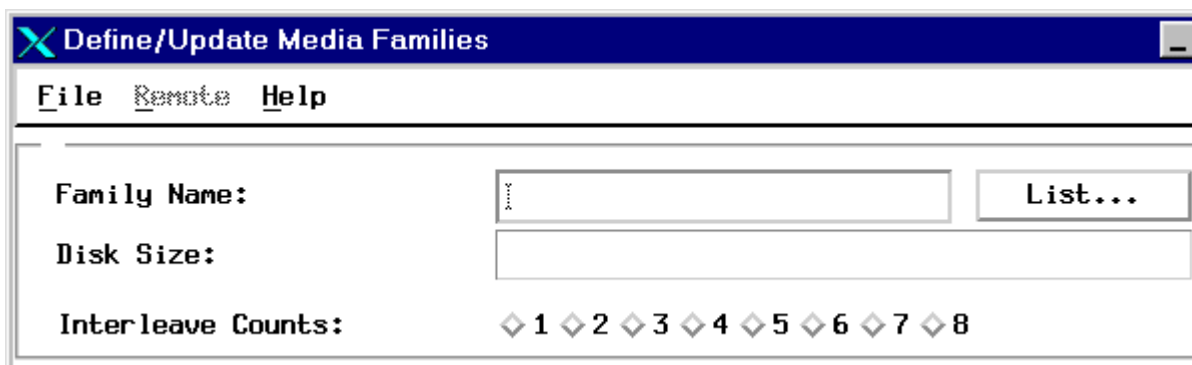 Define/Update Media Families
File Remote Help
Family Name: List...
Disk Size:
Interleave Counts: 1 2 3 4 5 6 7 8